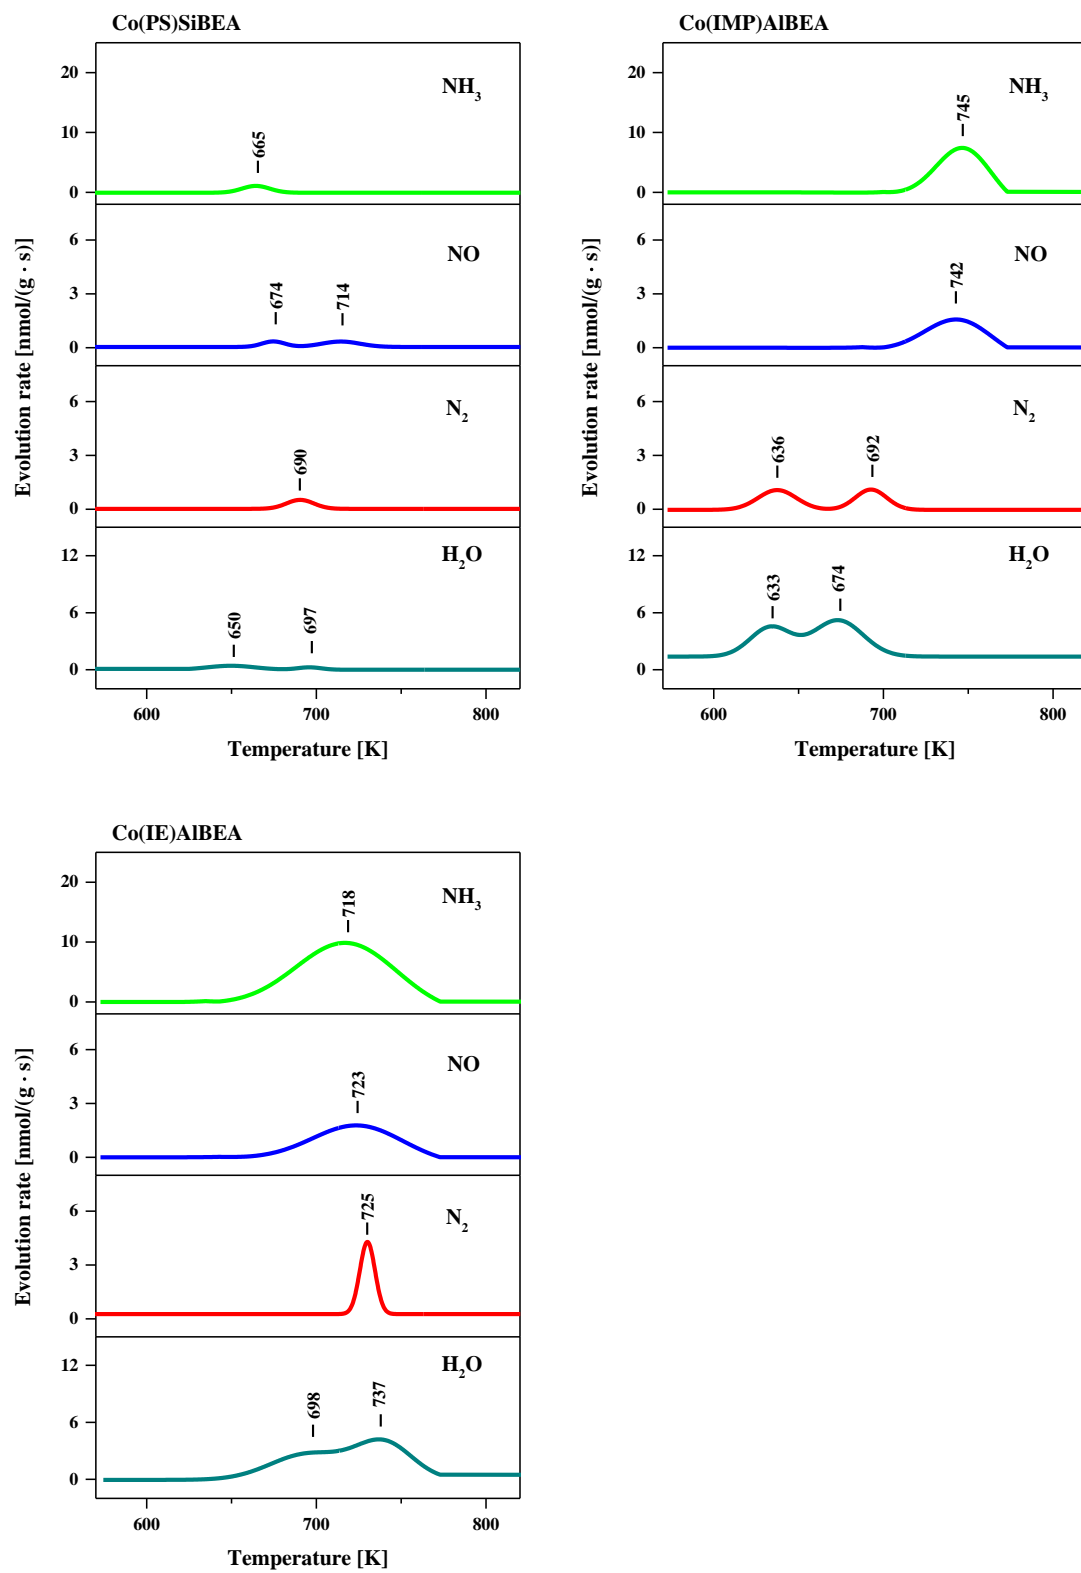 Co(PS)SiBEA
Evolution rate [nmol/(g · s)]
NH3
20
10
0
665
NO
6
3
0
674
714
N2
6
3
0
690
H2O
12
6
0
650
697
600
700
800
Temperature [K]
Co(IMP)AlBEA
Evolution rate [nmol/(g · s)]
NH3
20
10
0
745
NO
6
3
0
742
N2
6
3
0
636
692
H2O
12
6
0
633
674
600
700
800
Temperature [K]
Co(IE)AlBEA
Evolution rate [nmol/(g · s)]
NH3
20
10
0
718
NO
6
3
0
723
N2
6
3
0
725
H2O
12
6
0
698
737
600
700
800
Temperature [K]